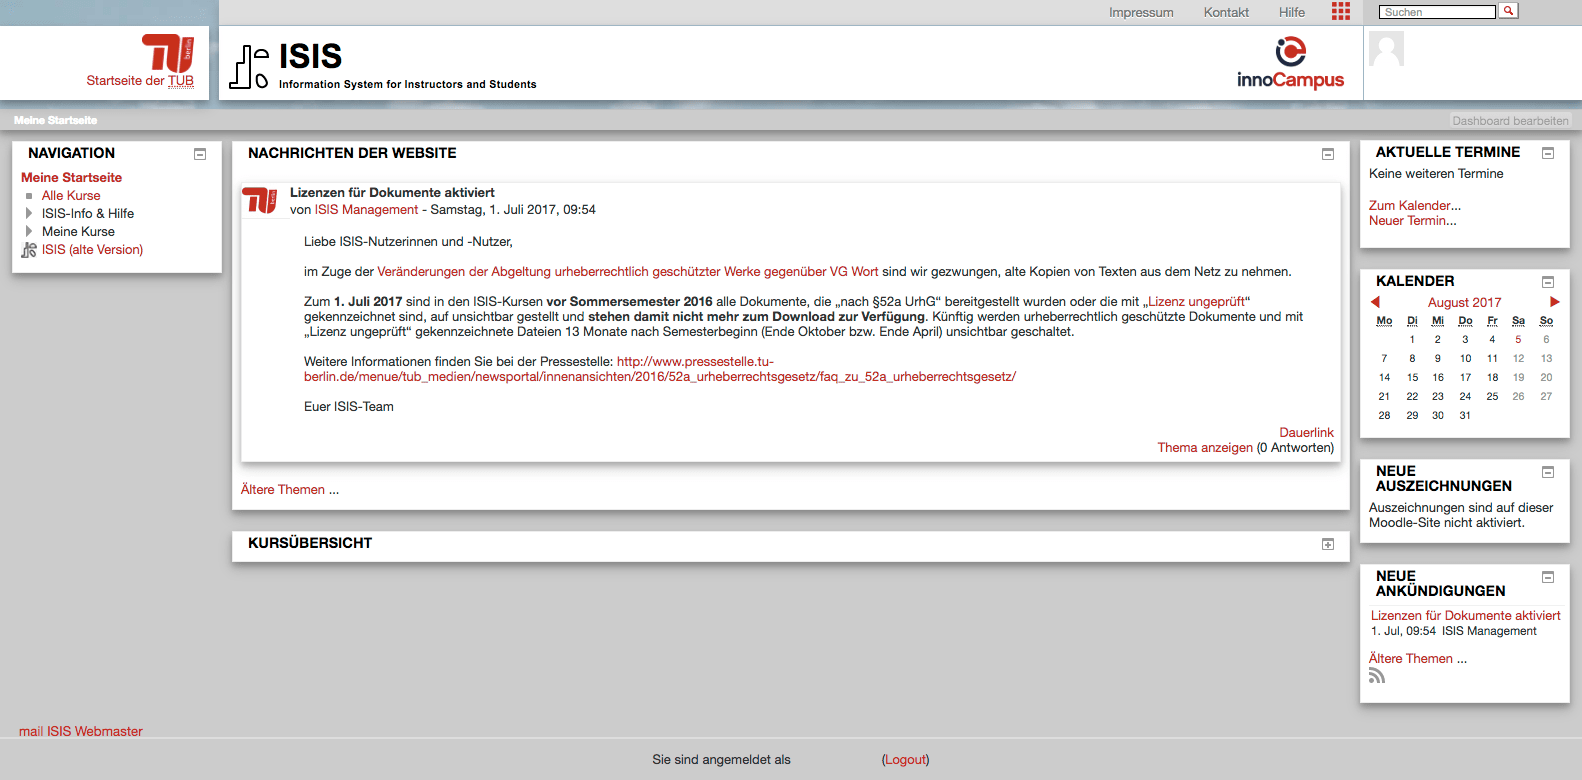 Impressum Kontakt Hilfe Suchen
TU berlin
Startseite der TUB
ISIS
Information System for Instructors and Students
innoCampus
Meine Startseite
Dashboard bearbeiten
NAVIGATION
Meine Startseite
Alle Kurse
ISIS-Info & Hilfe
Meine Kurse
ISIS (alte Version)
NACHRICHTEN DER WEBSITE
TU berlin
Lizenzen für Dokumente aktiviert
von ISIS Management - Samstag, 1. Juli 2017, 09:54
Liebe ISIS-Nutzerinnen und -Nutzer,
im Zuge der Veränderungen der Abgeltung urheberrechtlich geschützter Werke gegenüber VG Wort sind wir gezwungen, alte Kopien von Texten aus dem Netz zu nehmen.
Zum 1. Juli 2017 sind in den ISIS-Kursen vor Sommersemester 2016 alle Dokumente, die „nach §52a UrhG“ bereitgestellt wurden oder die mit „Lizenz ungeprüft“
gekennzeichnet sind, auf unsichtbar gestellt und stehen damit nicht mehr zum Download zur Verfügung. Künftig werden urheberrechtlich geschützte Dokumente und mit
„Lizenz ungeprüft“ gekennzeichnete Dateien 13 Monate nach Semesterbeginn (Ende Oktober bzw. Ende April) unsichtbar geschaltet.
Weitere Informationen finden Sie bei der Pressestelle: http://www.pressestelle.tu-
berlin.de/menue/tub_medien/newsportal/innenansichten/2016/52a_urheberrechtsgesetz/faq_zu_52a_urheberrechtsgesetz/
Euer ISIS-Team
Dauerlink
Thema anzeigen (0 Antworten)
Ältere Themen ...
KURSÜBERSICHT
AKTUELLE TERMINE
Keine weiteren Termine
Zum Kalender...
Neuer Termin...
KALENDER
August 2017
Mo Di Mi Do Fr Sa So
1 2 3 4 5 6
7 8 9 10 11 12 13
14 15 16 17 18 19 20
21 22 23 24 25 26 27
28 29 30 31
NEUE
AUSZEICHNUNGEN
Auszeichnungen sind auf dieser
Moodle-Site nicht aktiviert.
NEUE
ANKÜNDIGUNGEN
Lizenzen für Dokumente aktiviert
1. Jul, 09:54 ISIS Management
Ältere Themen ...
mail ISIS Webmaster
Sie sind angemeldet als (Logout)